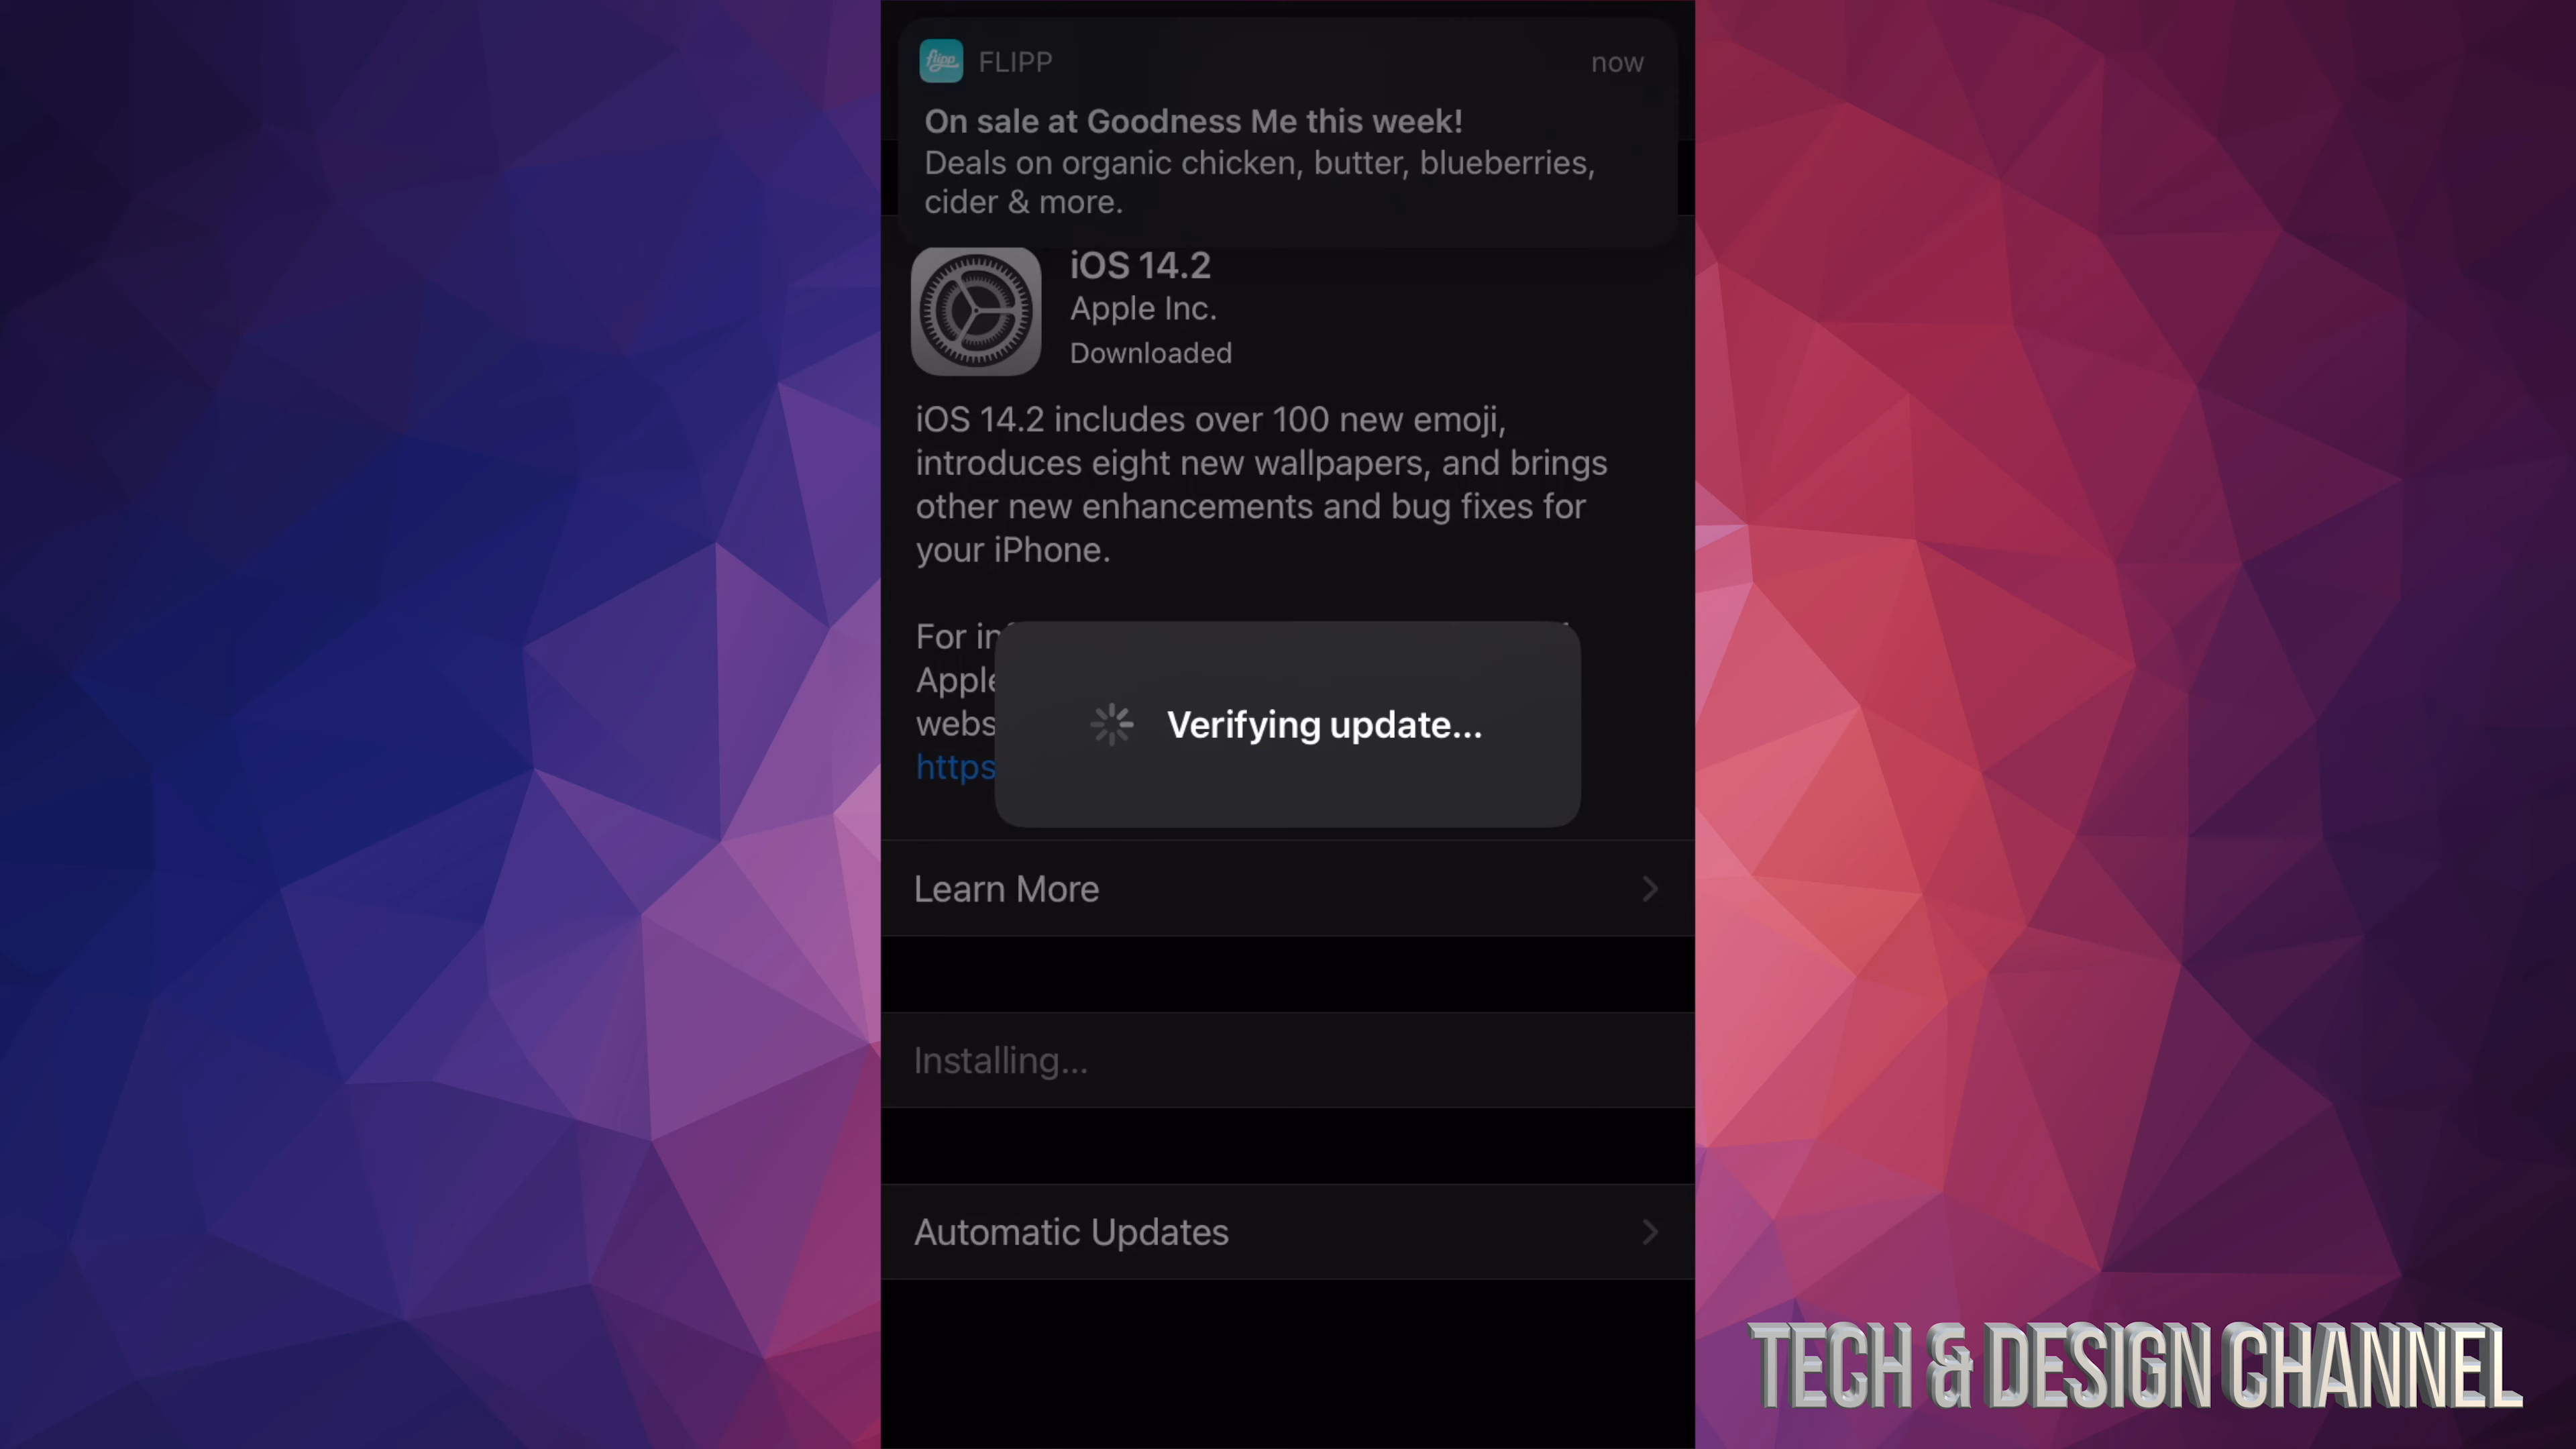 flipp
FLIPP
now
On sale at Goodness Me this week!
Deals on organic chicken, butter, blueberries,
cider & more.
iOS 14.2
Apple Inc.
Downloaded
iOS 14.2 includes over 100 new emoji,
introduces eight new wallpapers, and brings
other new enhancements and bug fixes for
your iPhone.
For
Verifying update...
https
Learn More
Installing...
Automatic Updates
TECH & DESIGN CHANNEL